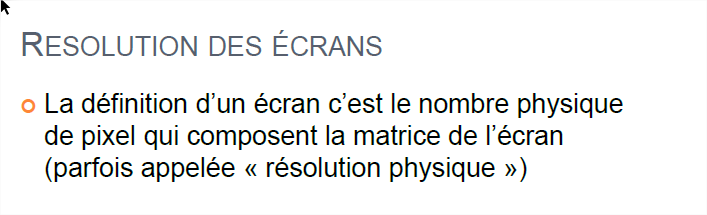 RESOLUTION DES ÉCRANS
La définition d’un écran c’est le nombre physique
de pixel qui composent la matrice de l’écran
(parfois appelée « résolution physique »)